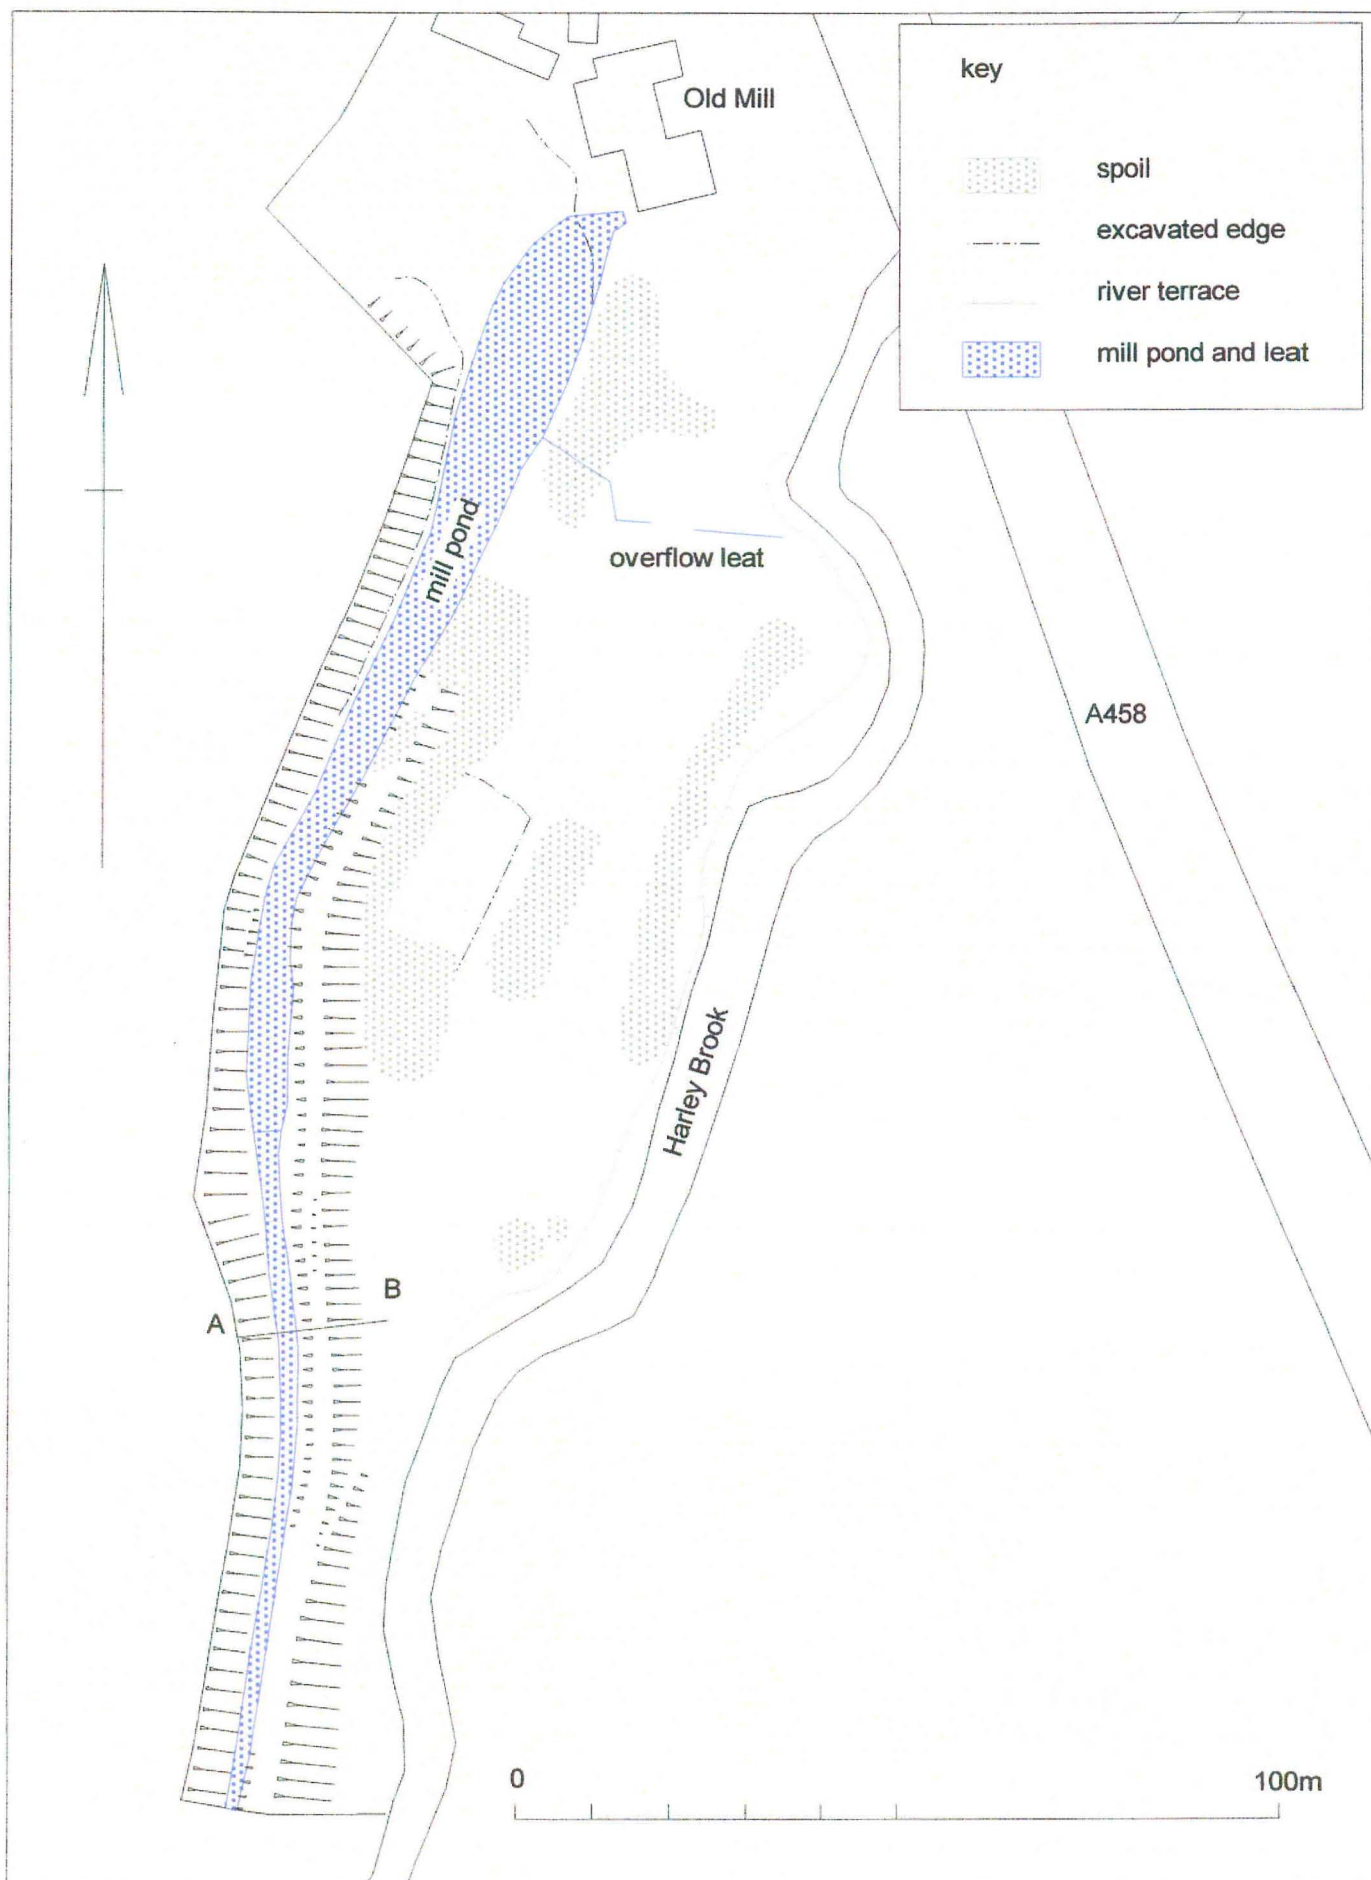 key
Old Mill
spoil
excavated edge
river terrace
mill pond and leat
mill pond
overflow leat
A458
Harley Brook
B
A
0
100m